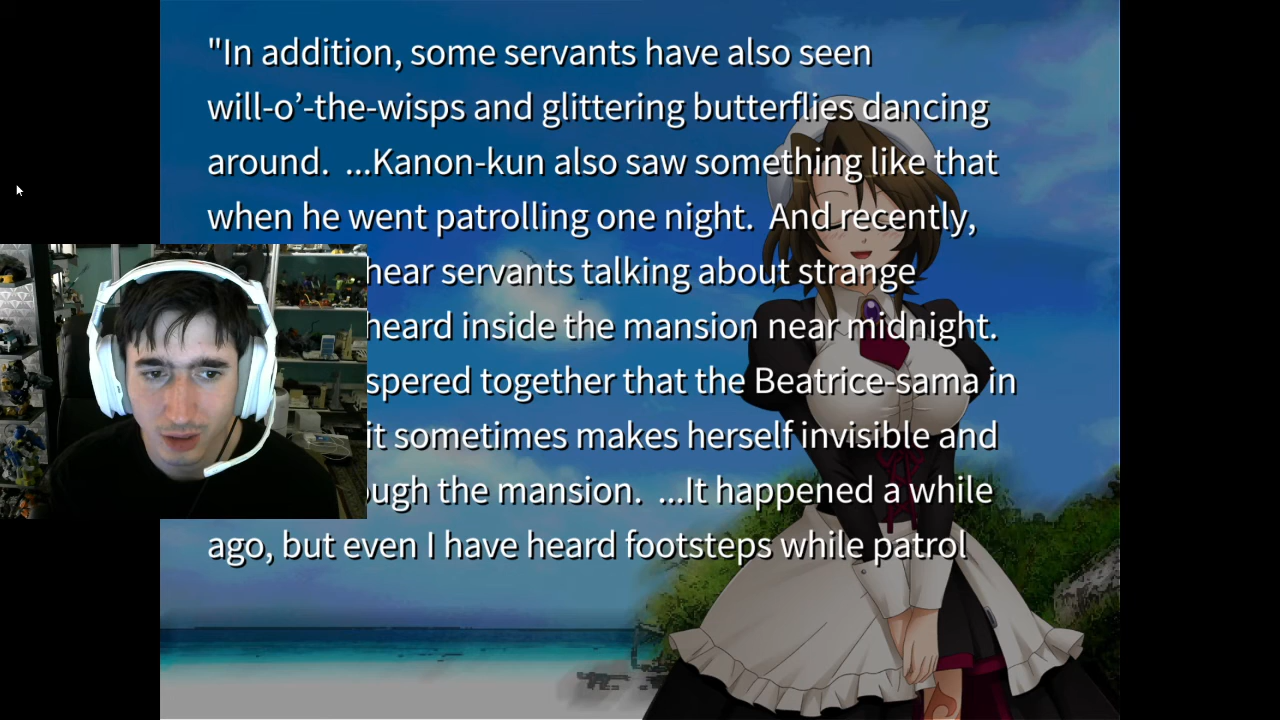 "In addition, some servants have also seen
will-o’-the-wisps and glittering butterflies dancing
around.  ...Kanon-kun also saw something like that
when he went patrolling one night.  And recently,
hear servants talking about strange
heard inside the mansion near midnight.
together that the Beatrice-sama in
it sometimes makes herself invisible and
the mansion.  ...It happened a while
ago, but even I have heard footsteps while patrol